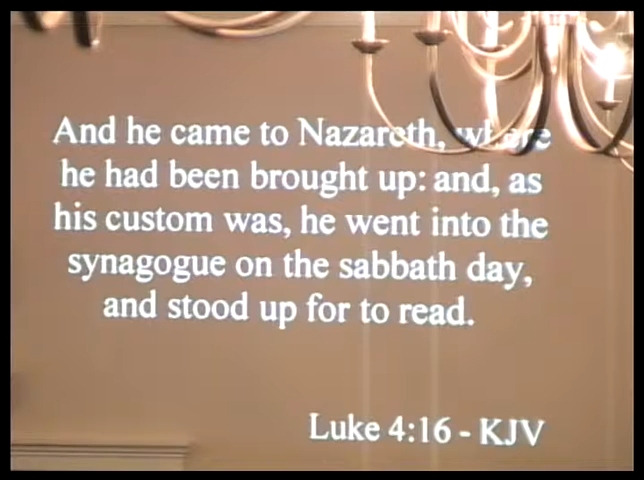 And he came to Nazareth, where
he had been brought up: and, as
his custom was, he went into the
synagogue on the sabbath day,
and stood up for to read.
Luke 4:16 - KJV